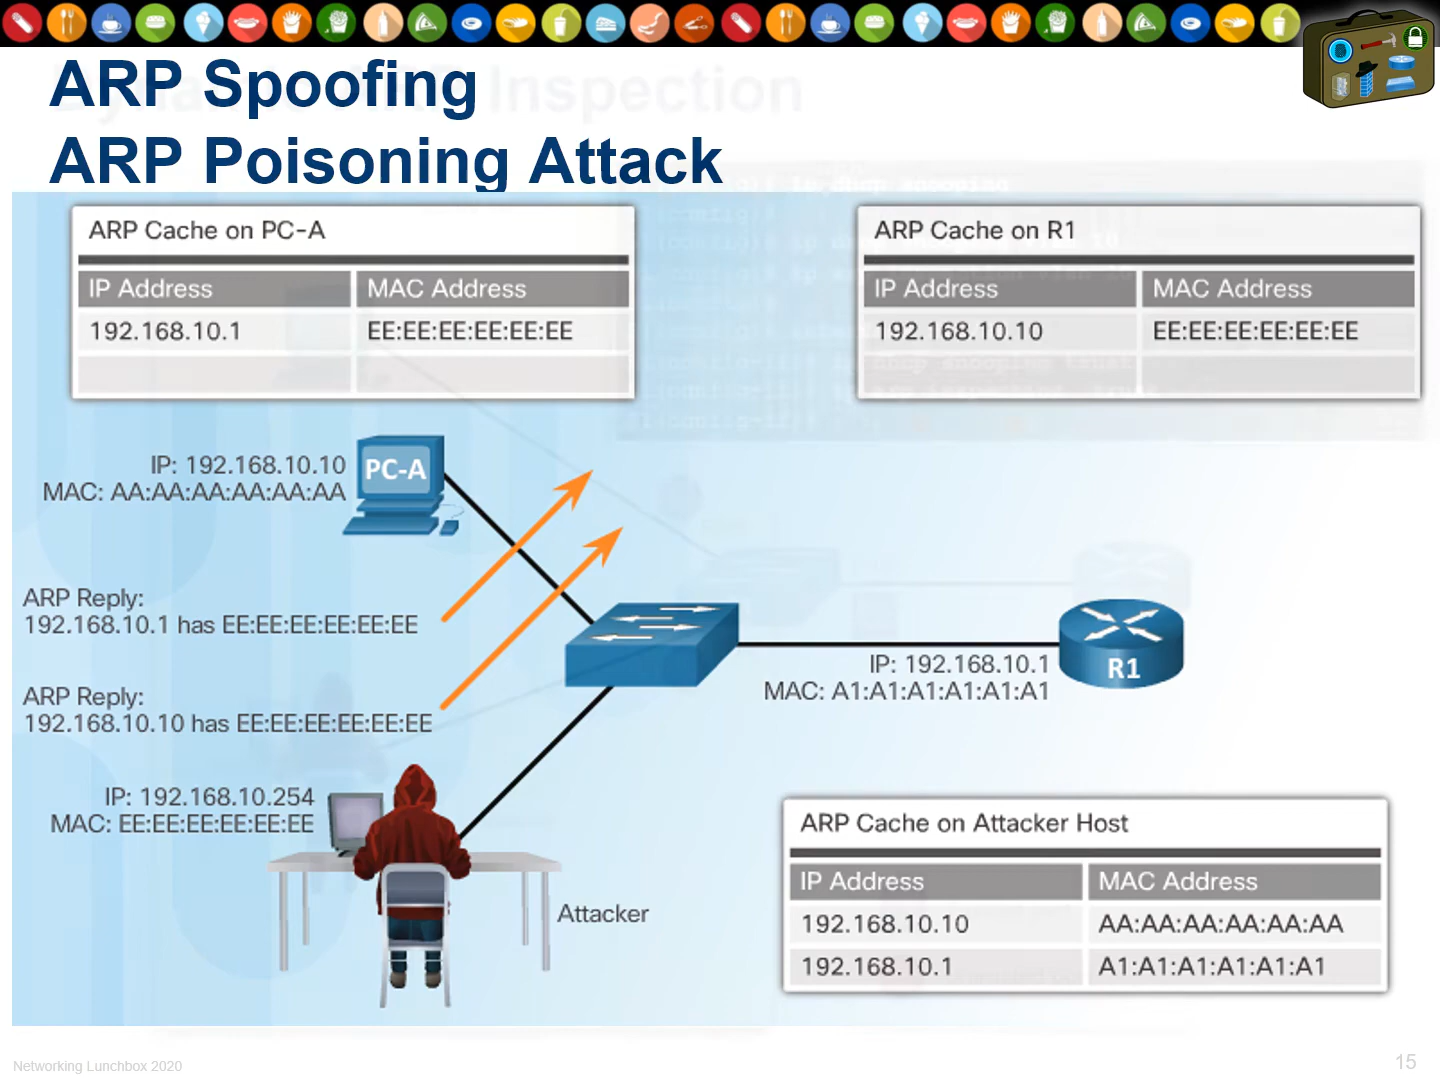 ARP Spoofing
Inspection
ARP Poisoning Attack
ARP Cache on PC-A
IP Address MAC Address
192.168.10.1 EE:EE:EE:EE:EE:EE
ARP Cache on R1
IP Address MAC Address
192.168.10.10 EE:EE:EE:EE:EE:EE
IP: 192.168.10.10
MAC: AA:AA:AA:AA:AA:AA
PC-A
ARP Reply:
192.168.10.1 has EE:EE:EE:EE:EE:EE
ARP Reply:
192.168.10.10 has EE:EE:EE:EE:EE:EE
IP: 192.168.10.1
MAC: A1:A1:A1:A1:A1:A1
R1
IP: 192.168.10.254
MAC: EE:EE:EE:EE:EE:EE
Attacker
ARP Cache on Attacker Host
IP Address MAC Address
192.168.10.10 AA:AA:AA:AA:AA:AA
192.168.10.1 A1:A1:A1:A1:A1:A1
Networking Lunchbox 2020
15